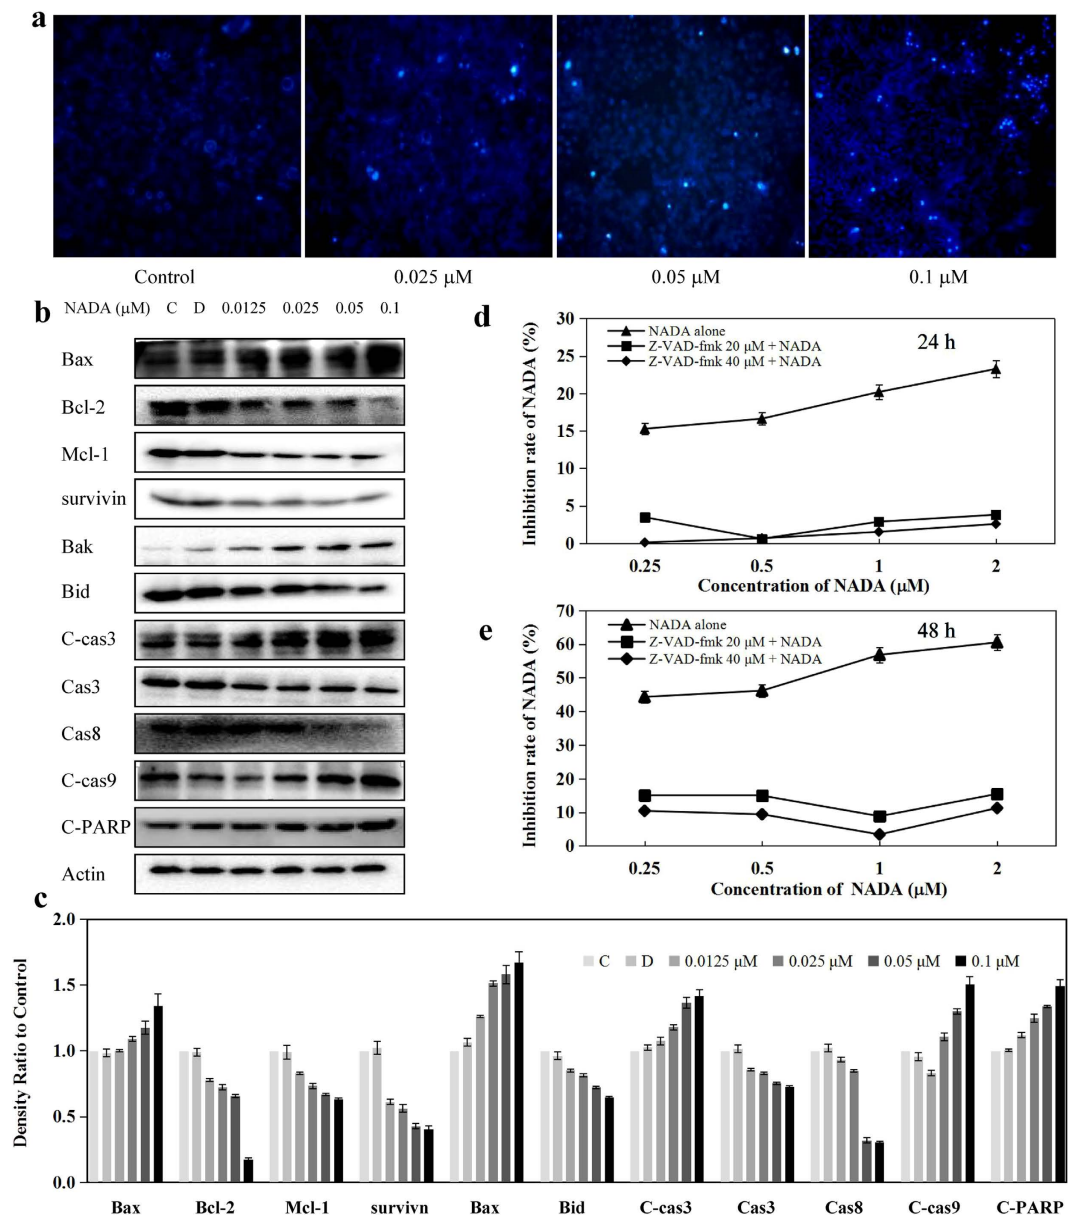 a
Control
0.025 μM
0.05 μM
0.1 μM
b
NADA (μM) C D 0.0125 0.025 0.05 0.1
Bax
Bcl-2
Mcl-1
survivin
Bak
Bid
C-cas3
Cas3
Cas8
C-cas9
C-PARP
Actin
d
Inhibition rate of NADA (%)
30
25
20
15
10
5
0
NADA alone
Z-VAD-fmk 20 μM + NADA
Z-VAD-fmk 40 μM + NADA
24 h
0.25 0.5 1 2
Concentration of NADA (μM)
e
Inhibition rate of NADA (%)
70
60
50
40
30
20
10
0
NADA alone
Z-VAD-fmk 20 μM + NADA
Z-VAD-fmk 40 μM + NADA
48 h
0.25 0.5 1 2
Concentration of NADA (μM)
c
Density Ratio to Control
2.0
1.5
1.0
0.5
0.0
C D 0.0125 μM 0.025 μM 0.05 μM 0.1 μM
Bax Bcl-2 Mcl-1 survivn Bax Bid C-cas3 Cas3 Cas8 C-cas9 C-PARP